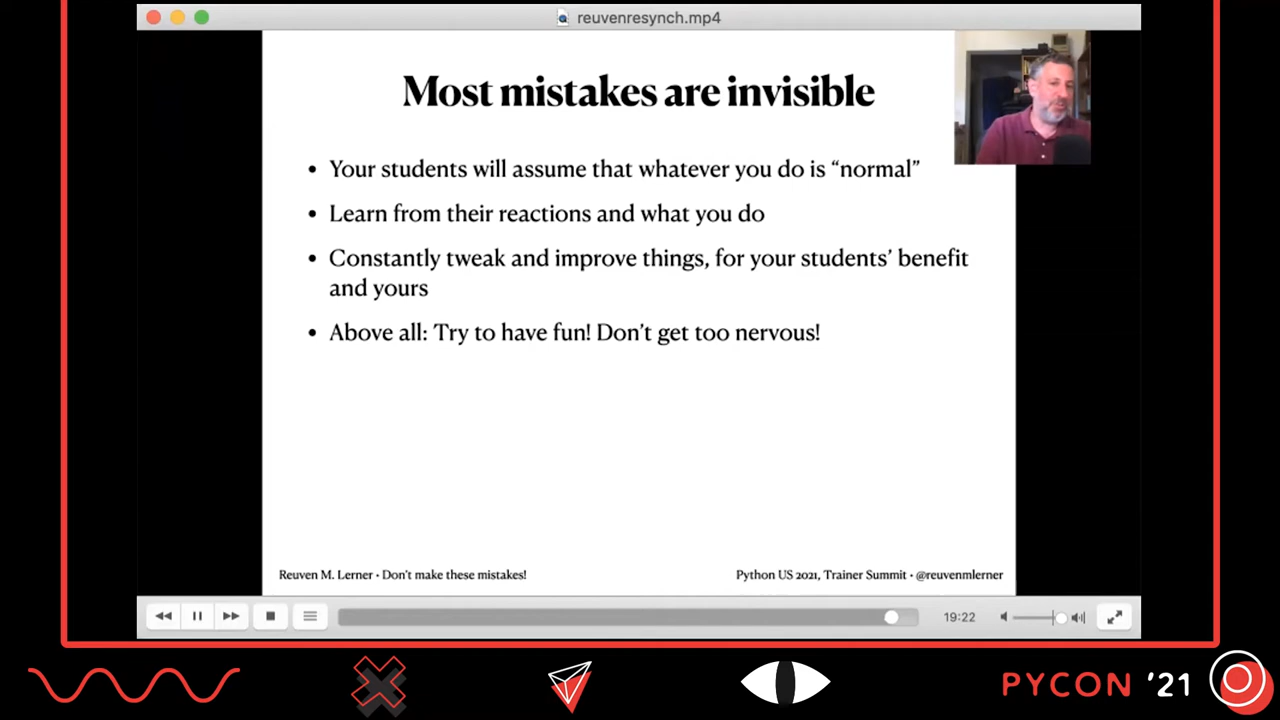 reuvenresynch.mp4
Most mistakes are invisible
• Your students will assume that whatever you do is “normal”
• Learn from their reactions and what you do
• Constantly tweak and improve things, for your students’ benefit
and yours
• Above all: Try to have fun! Don’t get too nervous!
Reuven M. Lerner • Don’t make these mistakes!
Python US 2021, Trainer Summit • @reuvenmlerner
19:22
PYCON ’21